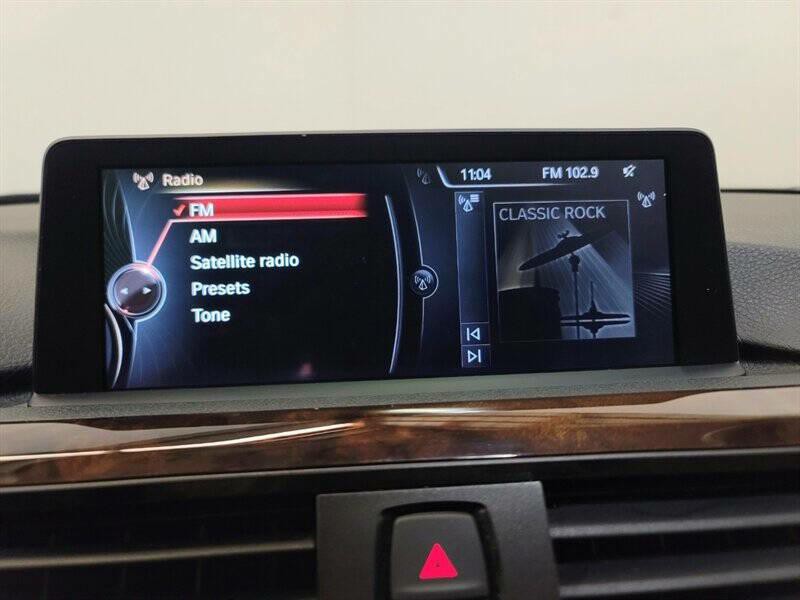 Radio
11:04 FM 102.9
FM
AM
Satellite radio
Presets
Tone
CLASSIC ROCK